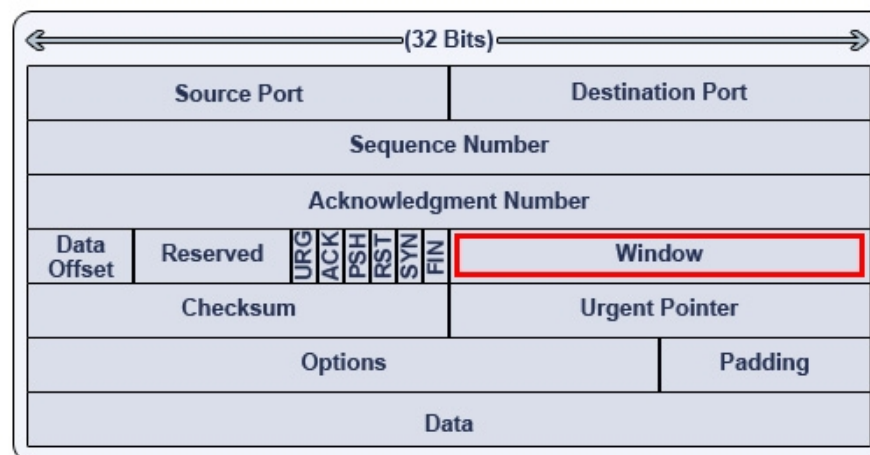 (32 Bits)
Source Port Destination Port
Sequence Number
Acknowledgment Number
Data Offset Reserved URG ACK PSH RST SYN FIN Window
Checksum Urgent Pointer
Options Padding
Data